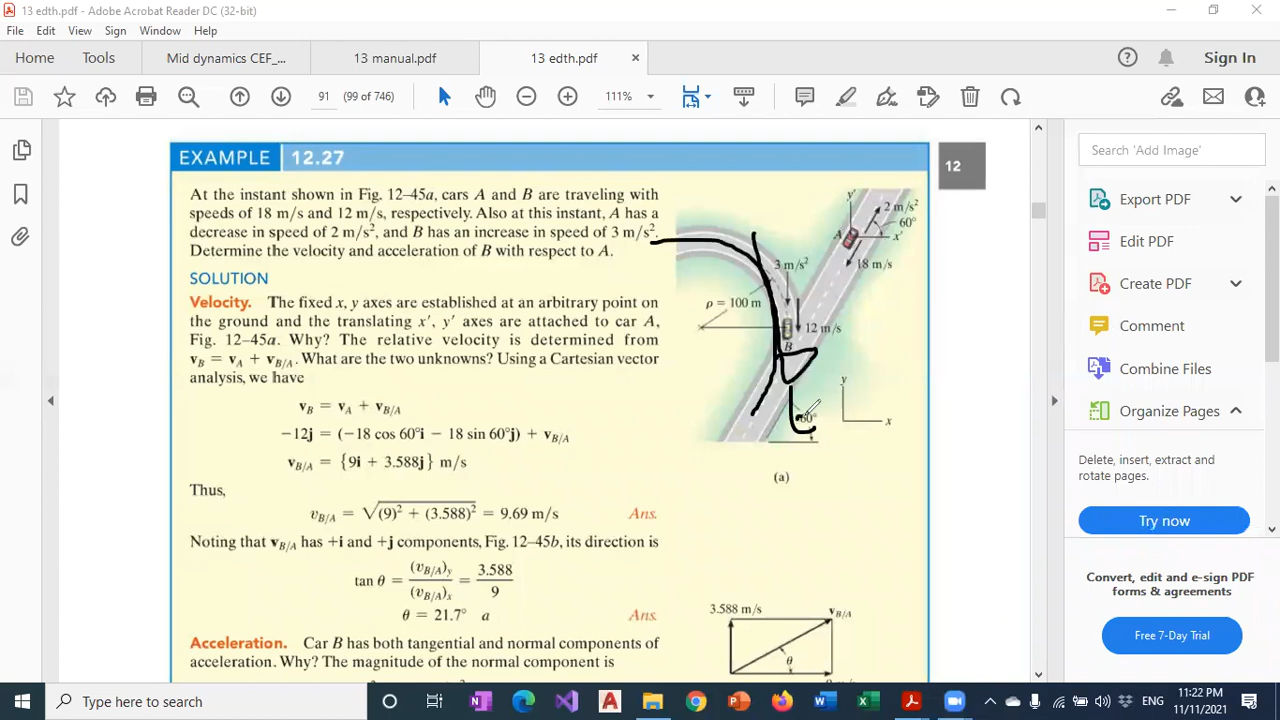 13 edth.pdf - Adobe Acrobat Reader DC (32-bit)
File Edit View Sign Window Help
Home Tools Mid dynamics CEF_... 13 manual.pdf 13 edth.pdf × Sign In
91 (99 of 746) 111%
EXAMPLE 12.27
12
At the instant shown in Fig. 12–45a, cars A and B are traveling with
speeds of 18 m/s and 12 m/s, respectively. Also at this instant, A has a
decrease in speed of 2 m/s², and B has an increase in speed of 3 m/s².
Determine the velocity and acceleration of B with respect to A.
SOLUTION
Velocity. The fixed x, y axes are established at an arbitrary point on
the ground and the translating x′, y′ axes are attached to car A,
Fig. 12–45a. Why? The relative velocity is determined from
v_B = v_A + v_B/A. What are the two unknowns? Using a Cartesian vector
analysis, we have
v_B = v_A + v_B/A
−12j = (−18 cos 60°i − 18 sin 60°j) + v_B/A
v_B/A = {9i + 3.588j} m/s
Thus,
v_B/A = √(9)² + (3.588)² = 9.69 m/s Ans.
Noting that v_B/A has +i and +j components, Fig. 12–45b, its direction is
tan θ = (v_B/A)_y / (v_B/A)_x = 3.588 / 9
θ = 21.7° a Ans.
Acceleration. Car B has both tangential and normal components of
acceleration. Why? The magnitude of the normal component is
y′
2 m/s²
60°
A
x′
18 m/s
3 m/s²
ρ = 100 m
12 m/s
B
y
60°
x
(a)
3.588 m/s
v_B/A
θ
Search 'Add Image'
Export PDF
Edit PDF
Create PDF
Comment
Combine Files
Organize Pages
Delete, insert, extract and
rotate pages.
Try now
Convert, edit and e-sign PDF
forms & agreements
Free 7-Day Trial
Type here to search
ENG
11:22 PM
11/11/2021